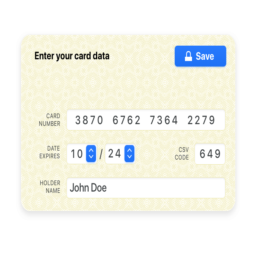 Enter your card data
Save
CARD NUMBER
3870 6762 7364 2279
DATE EXPIRES
10 / 24
CSV CODE
649
HOLDER NAME
John Doe